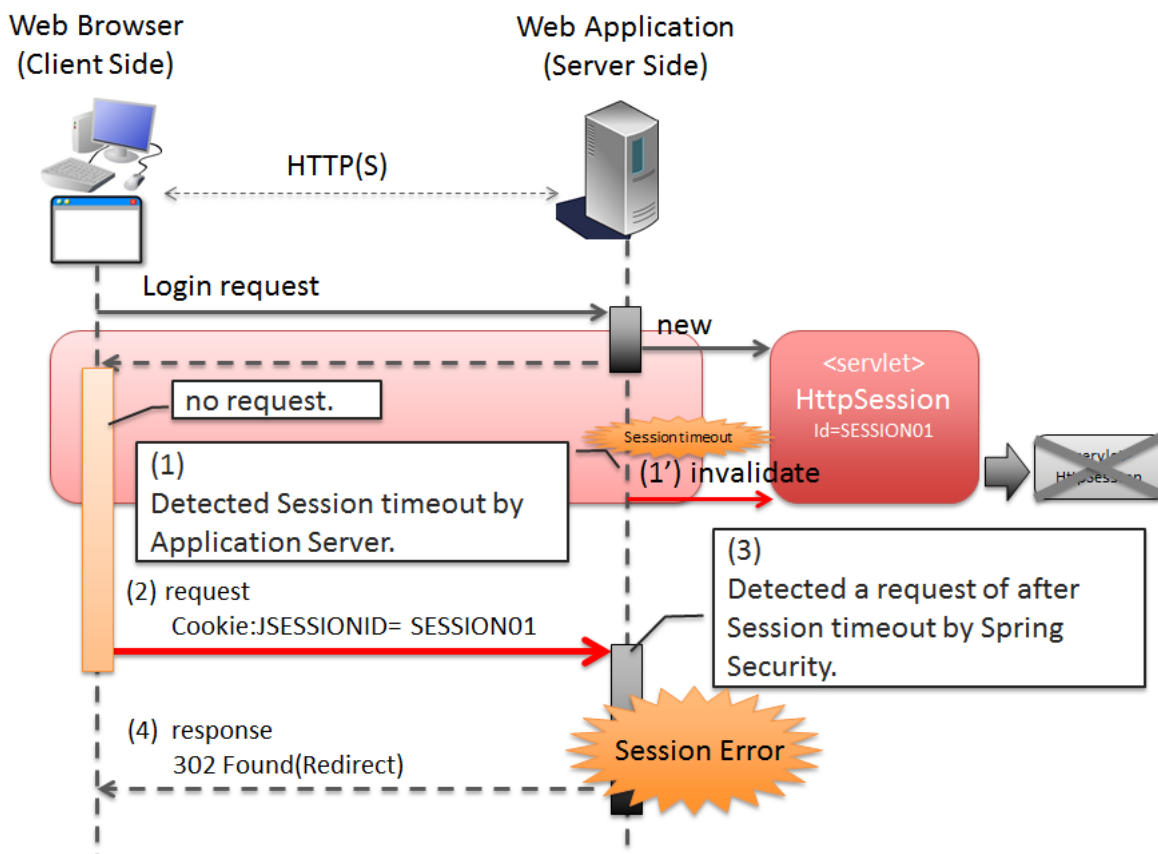 Web Browser
(Client Side)
Web Application
(Server Side)
HTTP(S)
Login request
new
<servlet>
HttpSession
Id=SESSION01
no request.
Session timeout
(1)
Detected Session timeout by
Application Server.
(1’) invalidate
servlet
HttpSession
(3)
Detected a request of after
Session timeout by Spring
Security.
(2) request
Cookie:JSESSIONID= SESSION01
(4) response
302 Found(Redirect)
Session Error